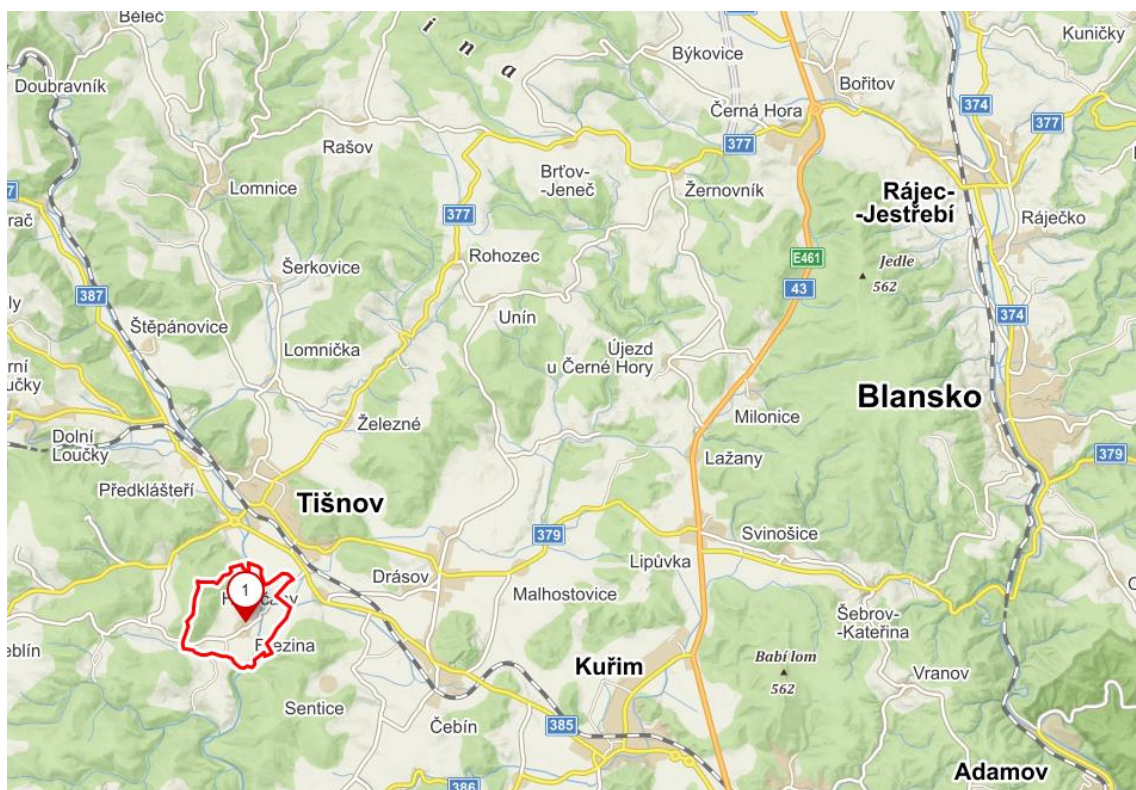 Běleč
i
n
a
Kuničky
Býkovice
Doubravník
Bořitov
374
Černá Hora
377
377
Rašov
377
Brťov-
-Jeneč
Žernovník
Lomnice
Rájec-
-Jestřebí
Ráječko
377
Rohozec
E461
Jedle
562
Šerkovice
387
43
Unín
374
Štěpánovice
Lomnička
Újezd
u Černé Hory
Blansko
Milonice
Železné
Dolní
Loučky
Lažany
379
Předklášteří
Tišnov
379
Svinošice
Lipůvka
Drásov
Malhostovice
1
Šebrov-
-Kateřina
Březina
Babí lom
562
Kuřim
Vranov
Sentice
Čebín
385
Adamov
386